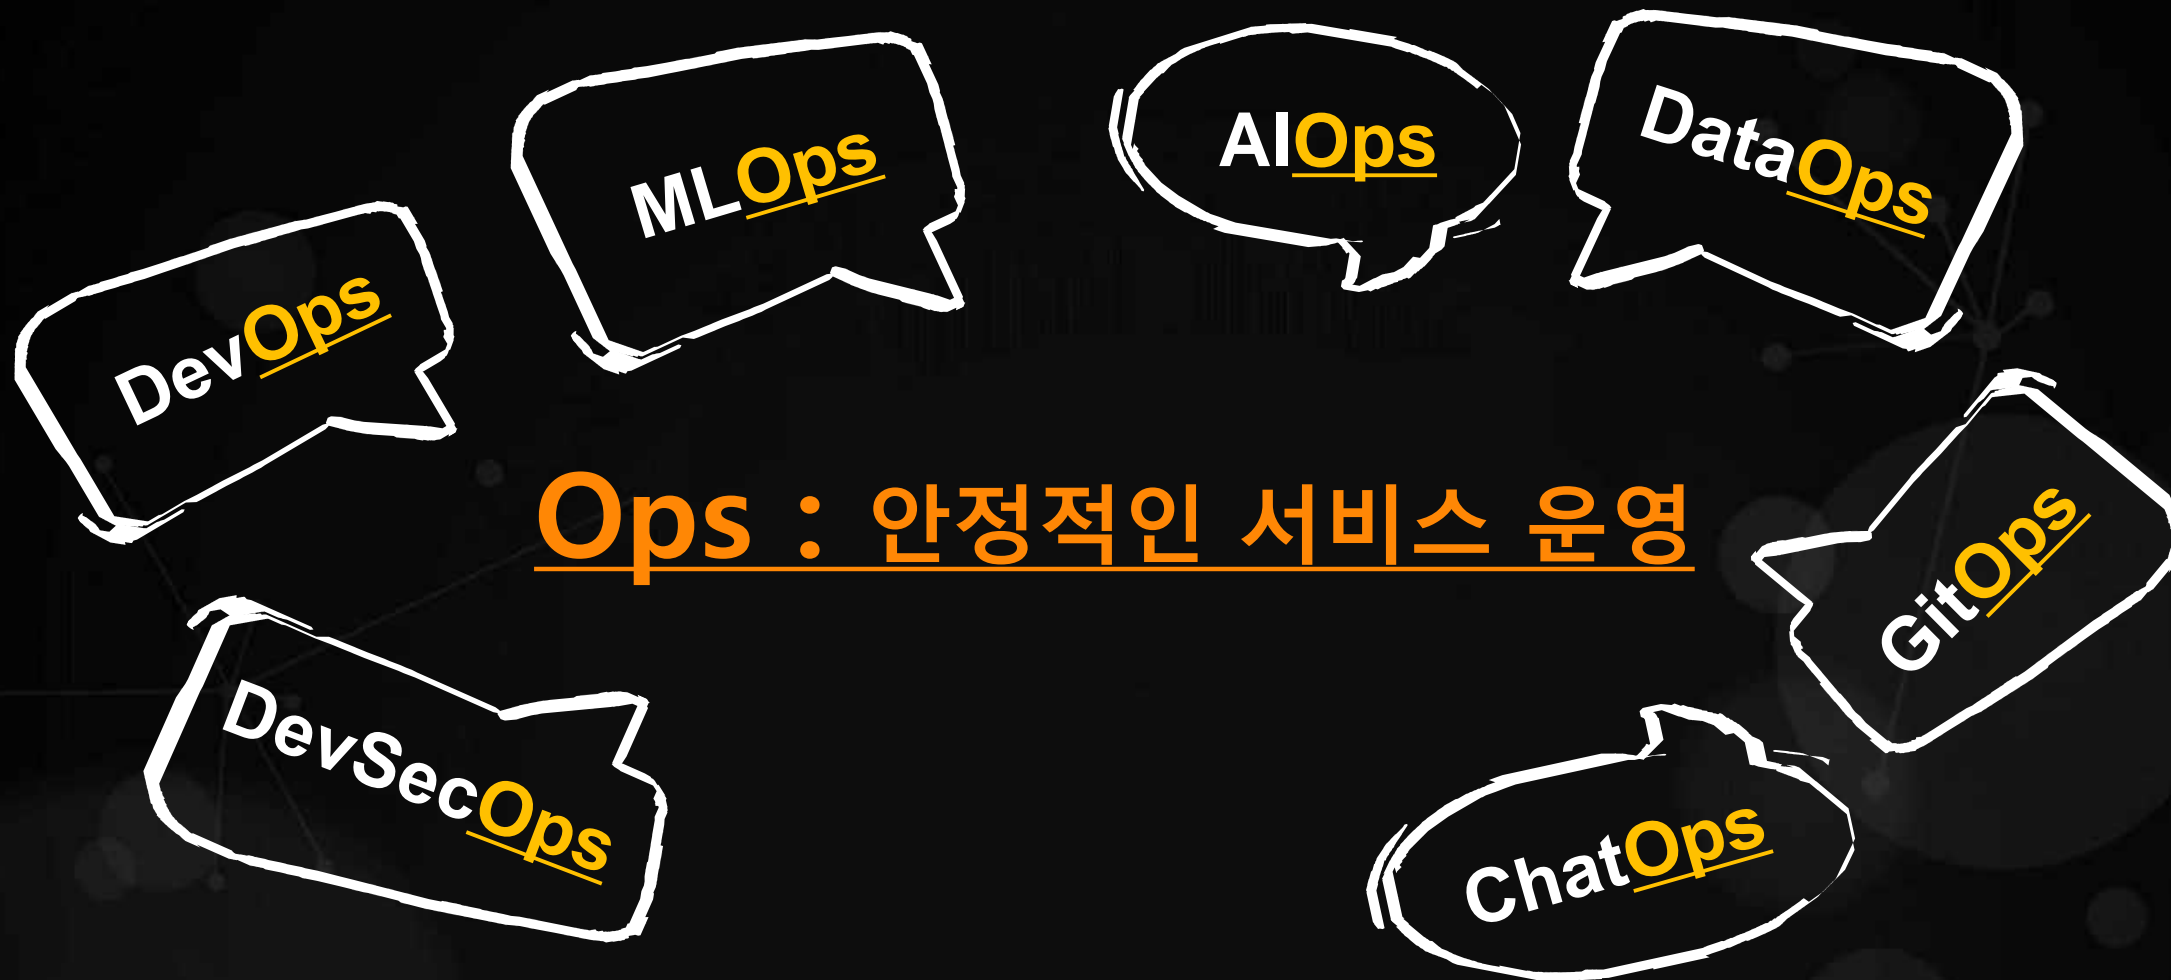 MLOps
AIOps
DataOps
DevOps
Ops : 안정적인 서비스 운영
GitOps
DevSecOps
ChatOps